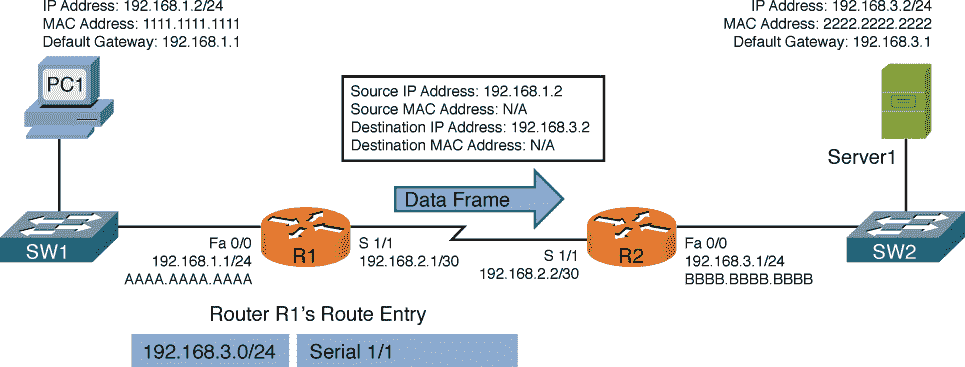 IP Address: 192.168.1.2/24
MAC Address: 1111.1111.1111
Default Gateway: 192.168.1.1
IP Address: 192.168.3.2/24
MAC Address: 2222.2222.2222
Default Gateway: 192.168.3.1
PC1
Source IP Address: 192.168.1.2
Source MAC Address: N/A
Destination IP Address: 192.168.3.2
Destination MAC Address: N/A
Server1
Data Frame
SW1
Fa 0/0
192.168.1.1/24
AAAA.AAAA.AAAA
R1
S 1/1
192.168.2.1/30
S 1/1
192.168.2.2/30
R2
Fa 0/0
192.168.3.1/24
BBBB.BBBB.BBBB
SW2
Router R1's Route Entry
192.168.3.0/24
Serial 1/1